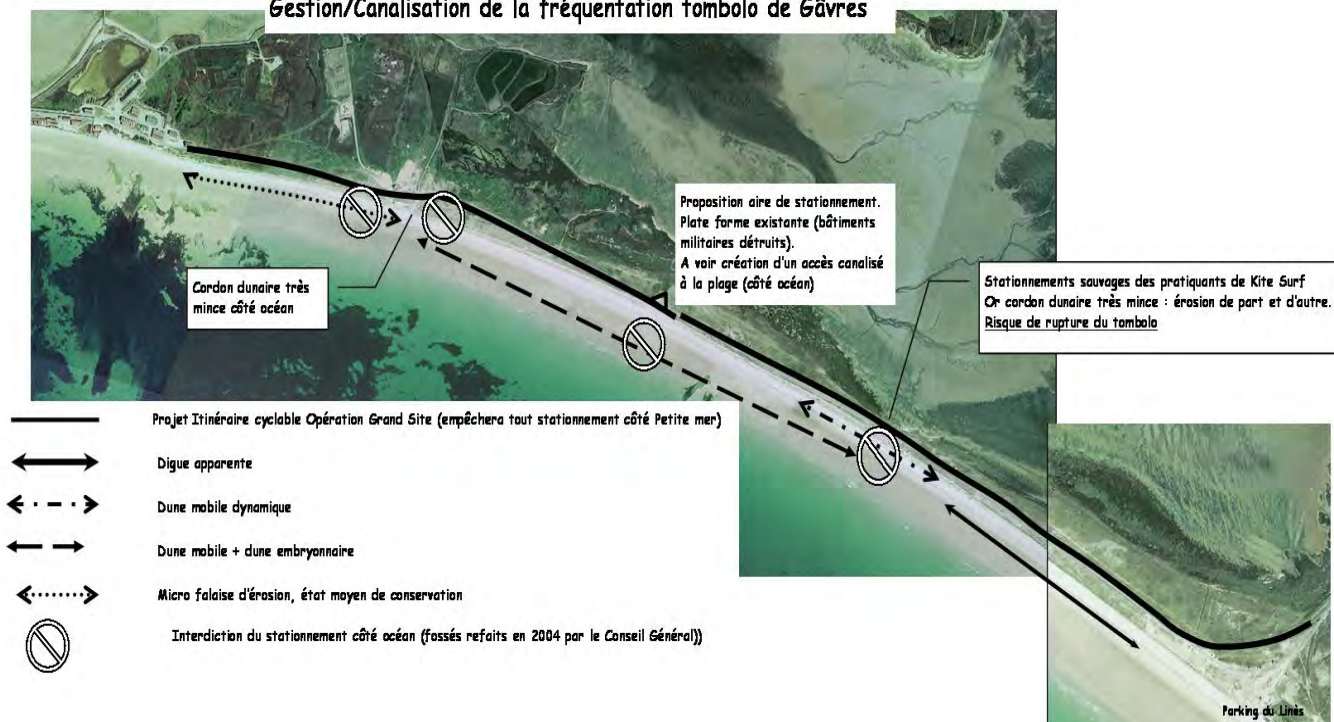 Gestion/Canalisation de la fréquentation tombolo de Gâvres
Proposition aire de stationnement.
Plate forme existante (bâtiments
militaires détruits).
A voir création d'un accès canalisé
à la plage (côté océan)
Cordon dunaire très
mince côté océan
Stationnements sauvages des pratiquants de Kite Surf
Or cordon dunaire très mince : érosion de part et d'autre.
Risque de rupture du tombolo
Projet Itinéraire cyclable Opération Grand Site (empêchera tout stationnement côté Petite mer)
Digue apparente
Dune mobile dynamique
Dune mobile + dune embryonnaire
Micro falaise d'érosion, état moyen de conservation
Interdiction du stationnement côté océan (fossés refaits en 2004 par le Conseil Général))
Parking du Linès